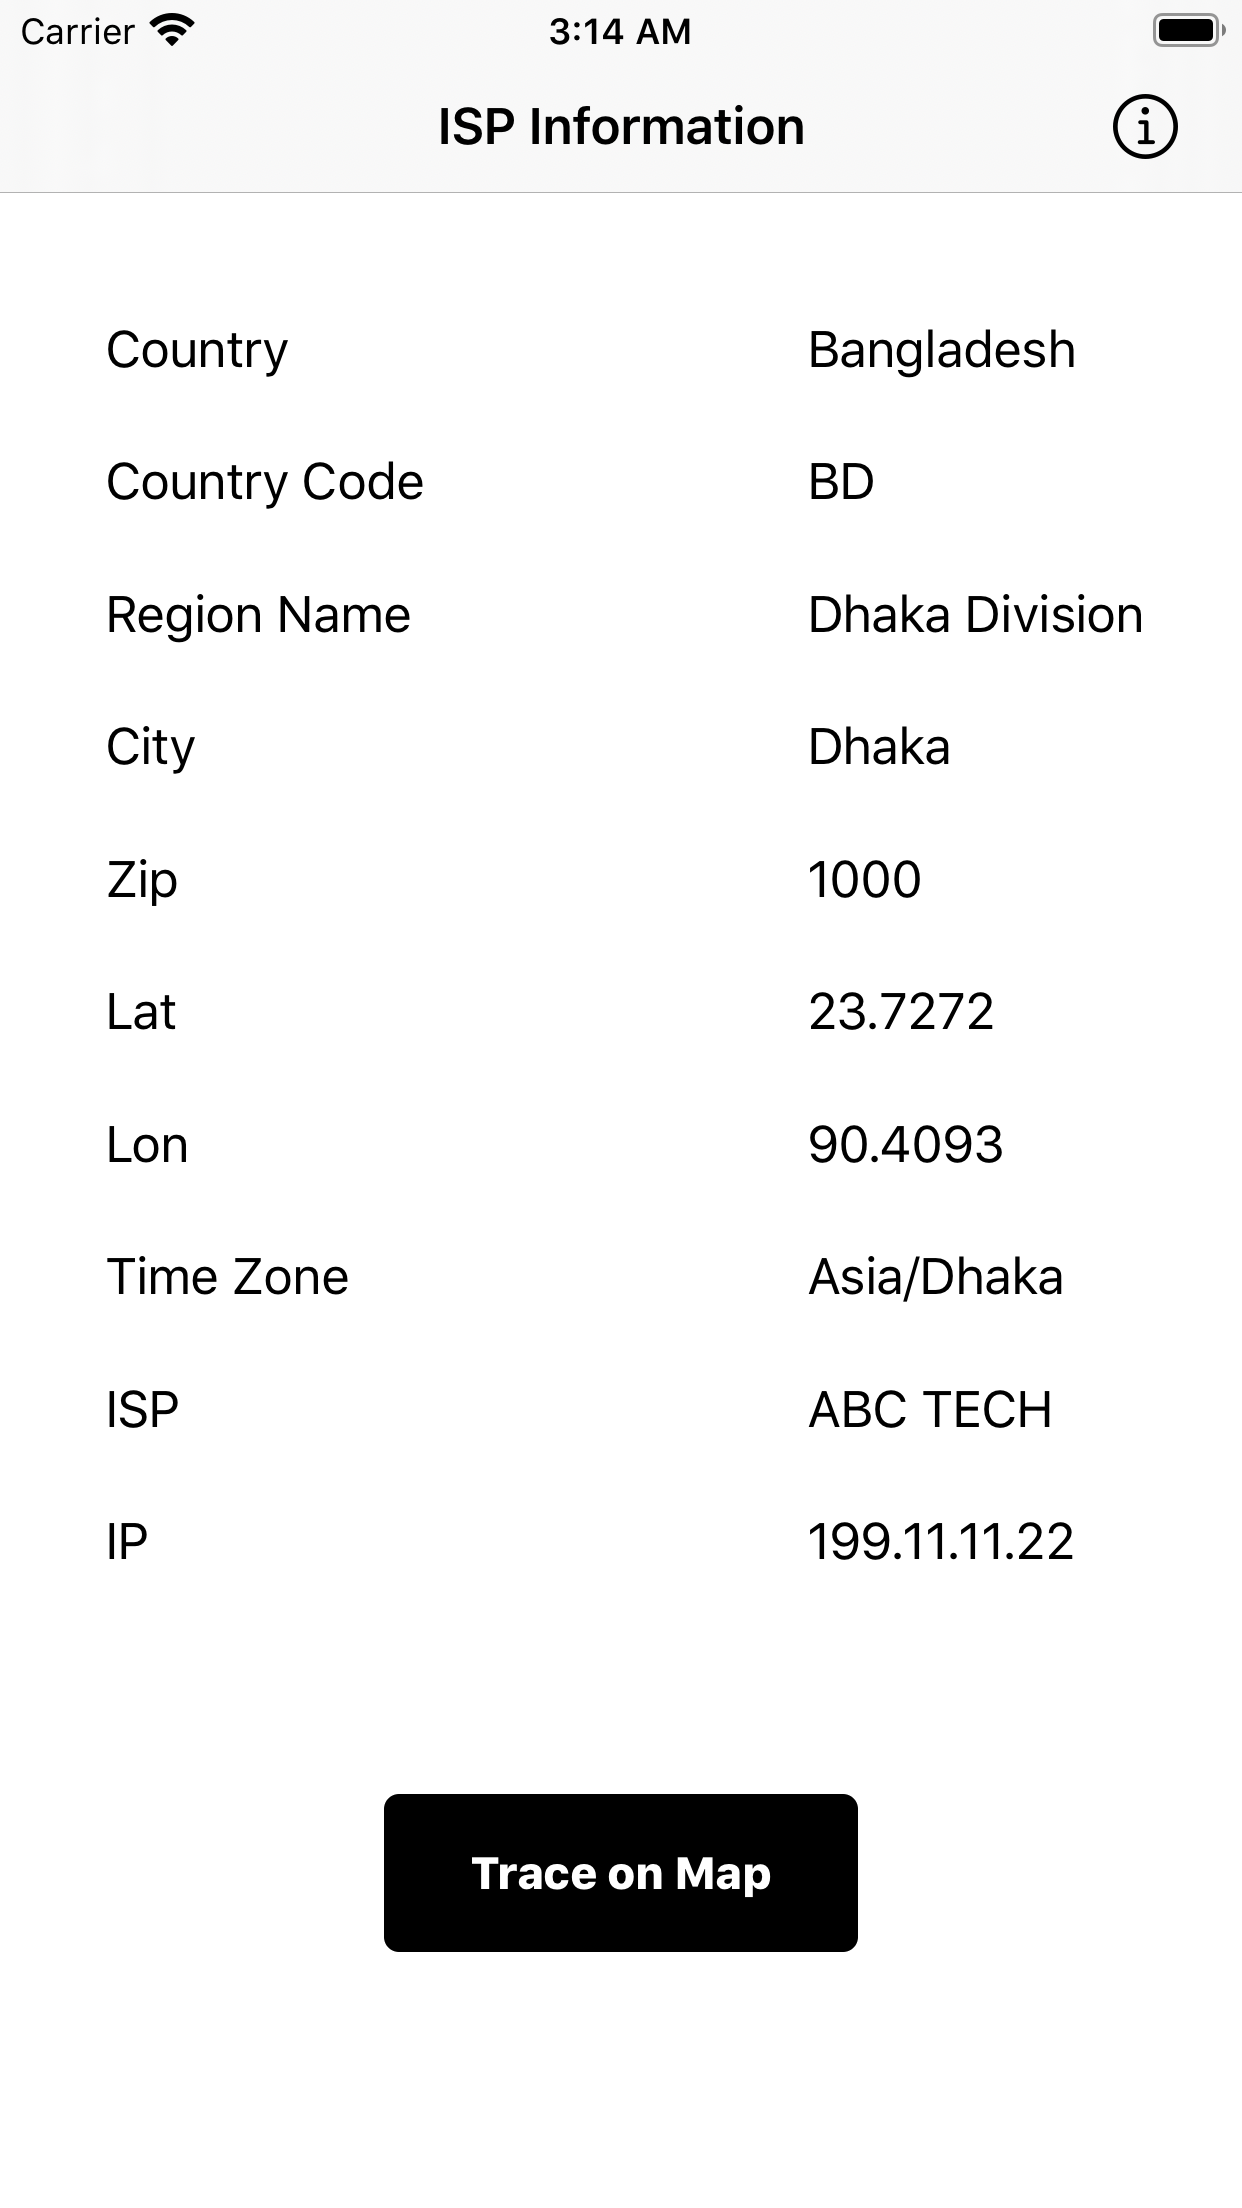 Carrier 3:14 AM
ISP Information
Country Bangladesh
Country Code BD
Region Name Dhaka Division
City Dhaka
Zip 1000
Lat 23.7272
Lon 90.4093
Time Zone Asia/Dhaka
ISP ABC TECH
IP 199.11.11.22
Trace on Map